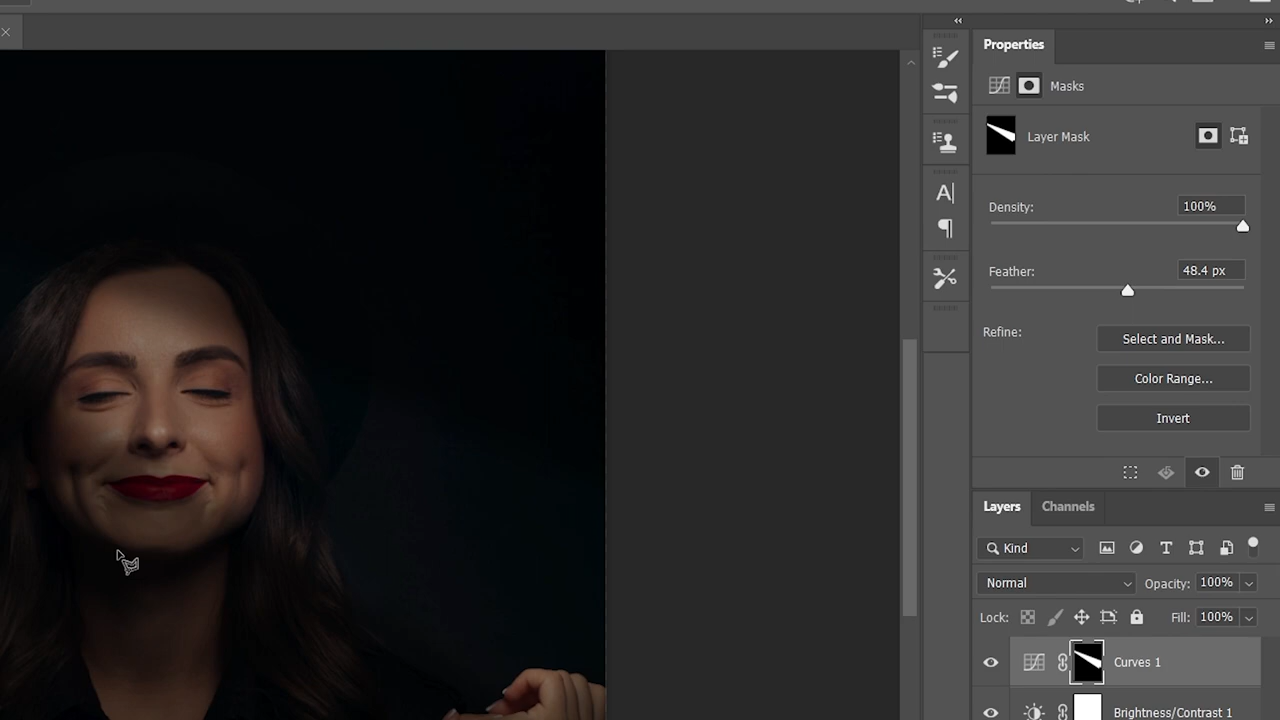 Properties
Masks
Layer Mask
Density: 100%
Feather: 48.4 px
Refine: Select and Mask...
Color Range...
Invert
Layers Channels
Kind
Normal Opacity: 100%
Lock: Fill: 100%
Curves 1
Brightness/Contrast 1